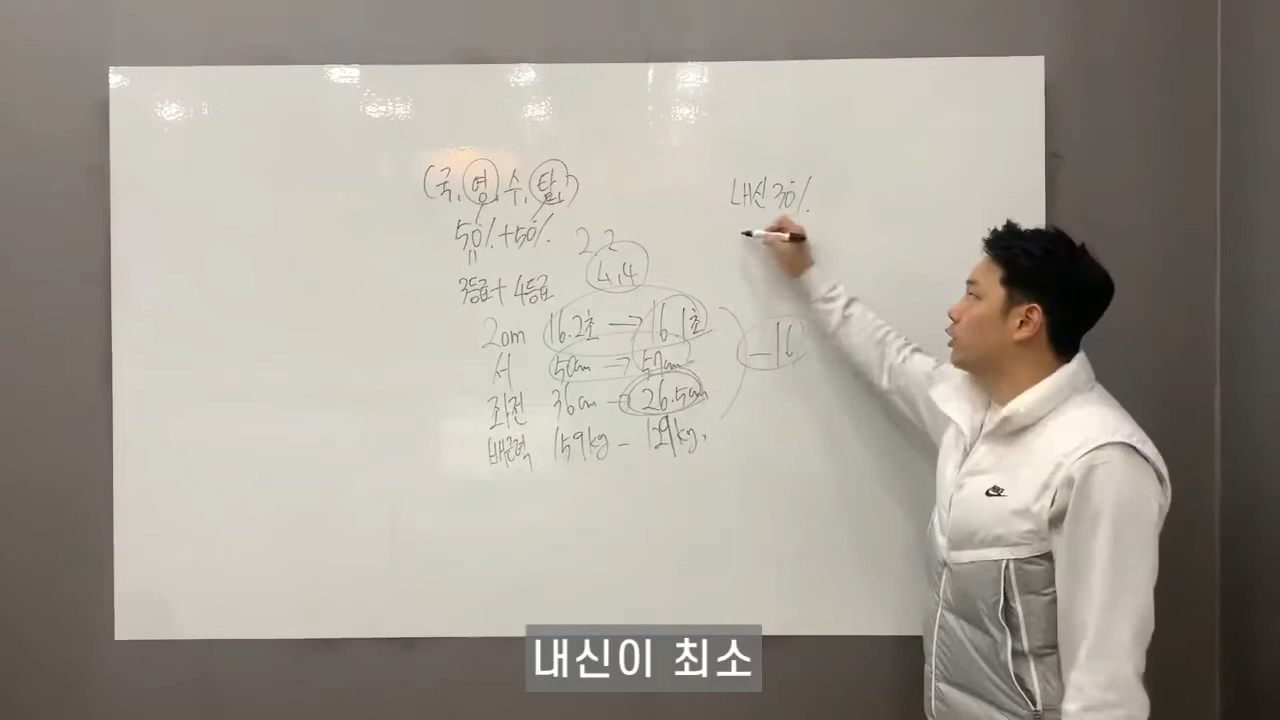 (국, 영, 수, 탐)
50% + 50%
3등급 + 4등급
2 2
4.4
20m 16.2초 → 16.1초
서 50cm → 57cm
좌전 36cm → 26.5cm
배근력 159kg - 129kg,
-16
내신 30%
내신이 최소